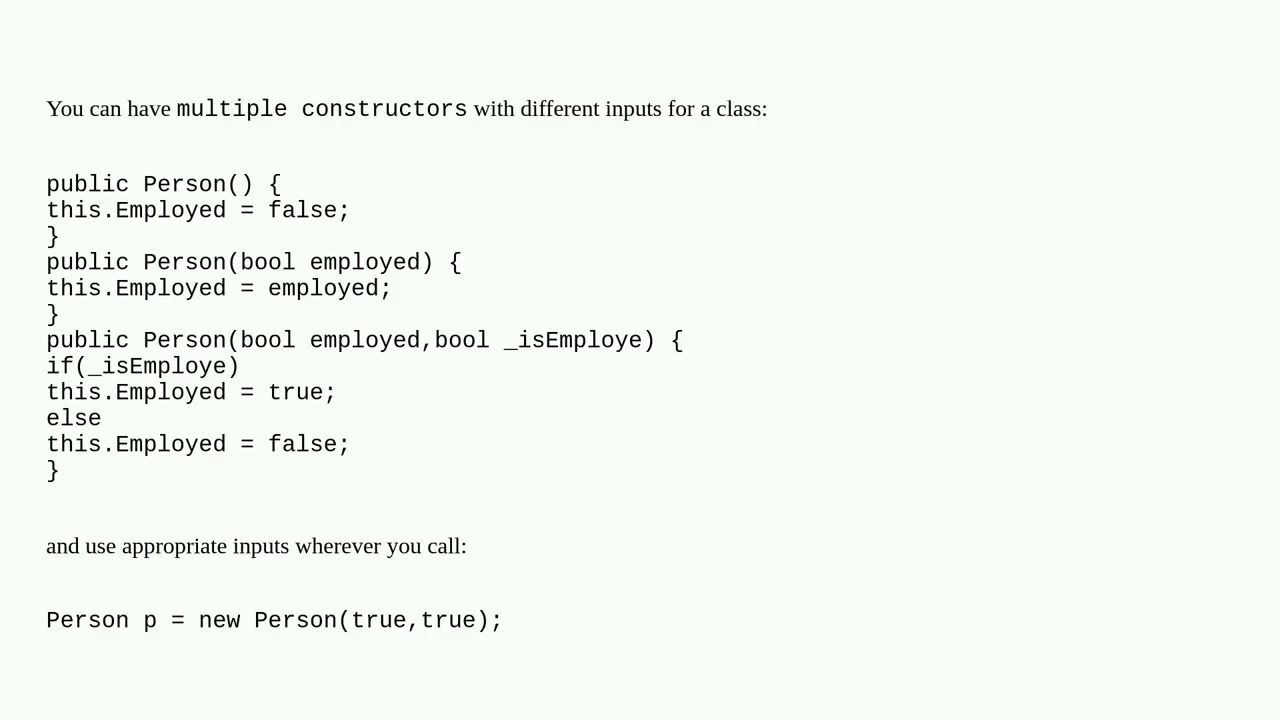 You can have multiple constructors with different inputs for a class:
public Person() {
this.Employed = false;
}
public Person(bool employed) {
this.Employed = employed;
}
public Person(bool employed,bool _isEmploye) {
if(_isEmploye)
this.Employed = true;
else
this.Employed = false;
}
and use appropriate inputs wherever you call:
Person p = new Person(true,true);